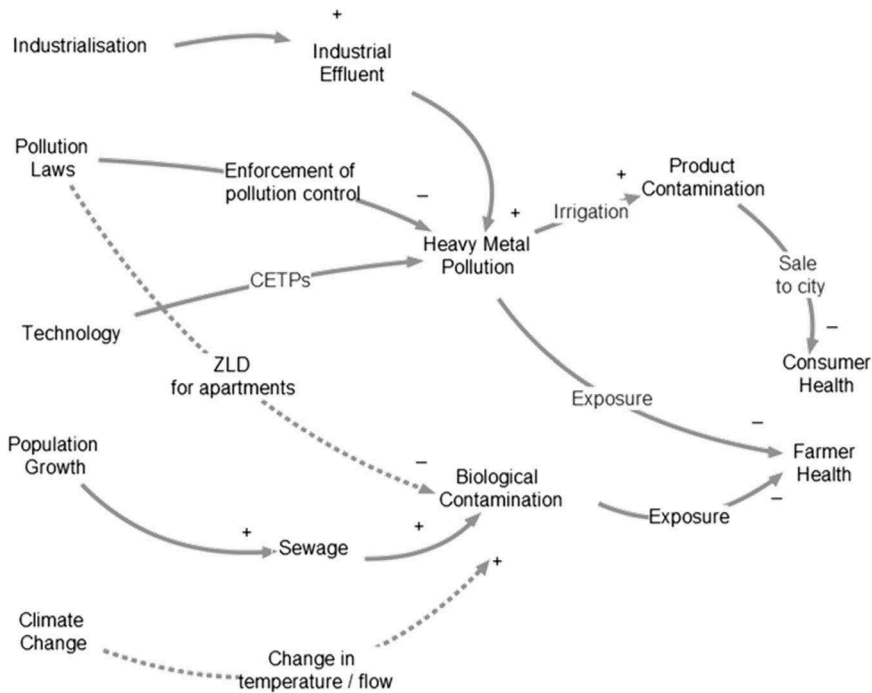 +
Industrialisation
Industrial
Effluent
Pollution
Laws
Enforcement of
pollution control
–
+
Irrigation
+
Product
Contamination
Heavy Metal
Pollution
CETPs
Technology
Sale
to city
–
Consumer
Health
ZLD
for apartments
Exposure
–
Farmer
Health
Population
Growth
–
Biological
Contamination
+
Sewage
+
Exposure
–
+
Climate
Change
Change in
temperature / flow